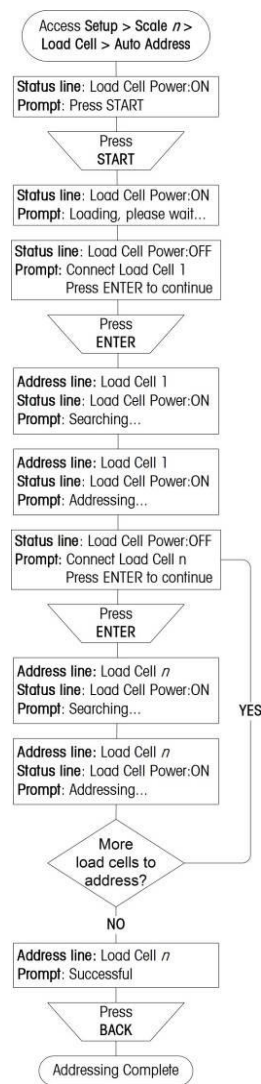 Access Setup > Scale n >
Load Cell > Auto Address
Status line: Load Cell Power:ON
Prompt: Press START
Press
START
Status line: Load Cell Power:ON
Prompt: Loading, please wait...
Status line: Load Cell Power:OFF
Prompt: Connect Load Cell 1
Press ENTER to continue
Press
ENTER
Address line: Load Cell 1
Status line: Load Cell Power:ON
Prompt: Searching...
Address line: Load Cell 1
Status line: Load Cell Power:ON
Prompt: Addressing...
Status line: Load Cell Power:OFF
Prompt: Connect Load Cell n
Press ENTER to continue
Press
ENTER
Address line: Load Cell n
Status line: Load Cell Power:ON
Prompt: Searching...
YES
Address line: Load Cell n
Status line: Load Cell Power:ON
Prompt: Addressing...
More
load cells to
address?
NO
Address line: Load Cell n
Prompt: Successful
Press
BACK
Addressing Complete